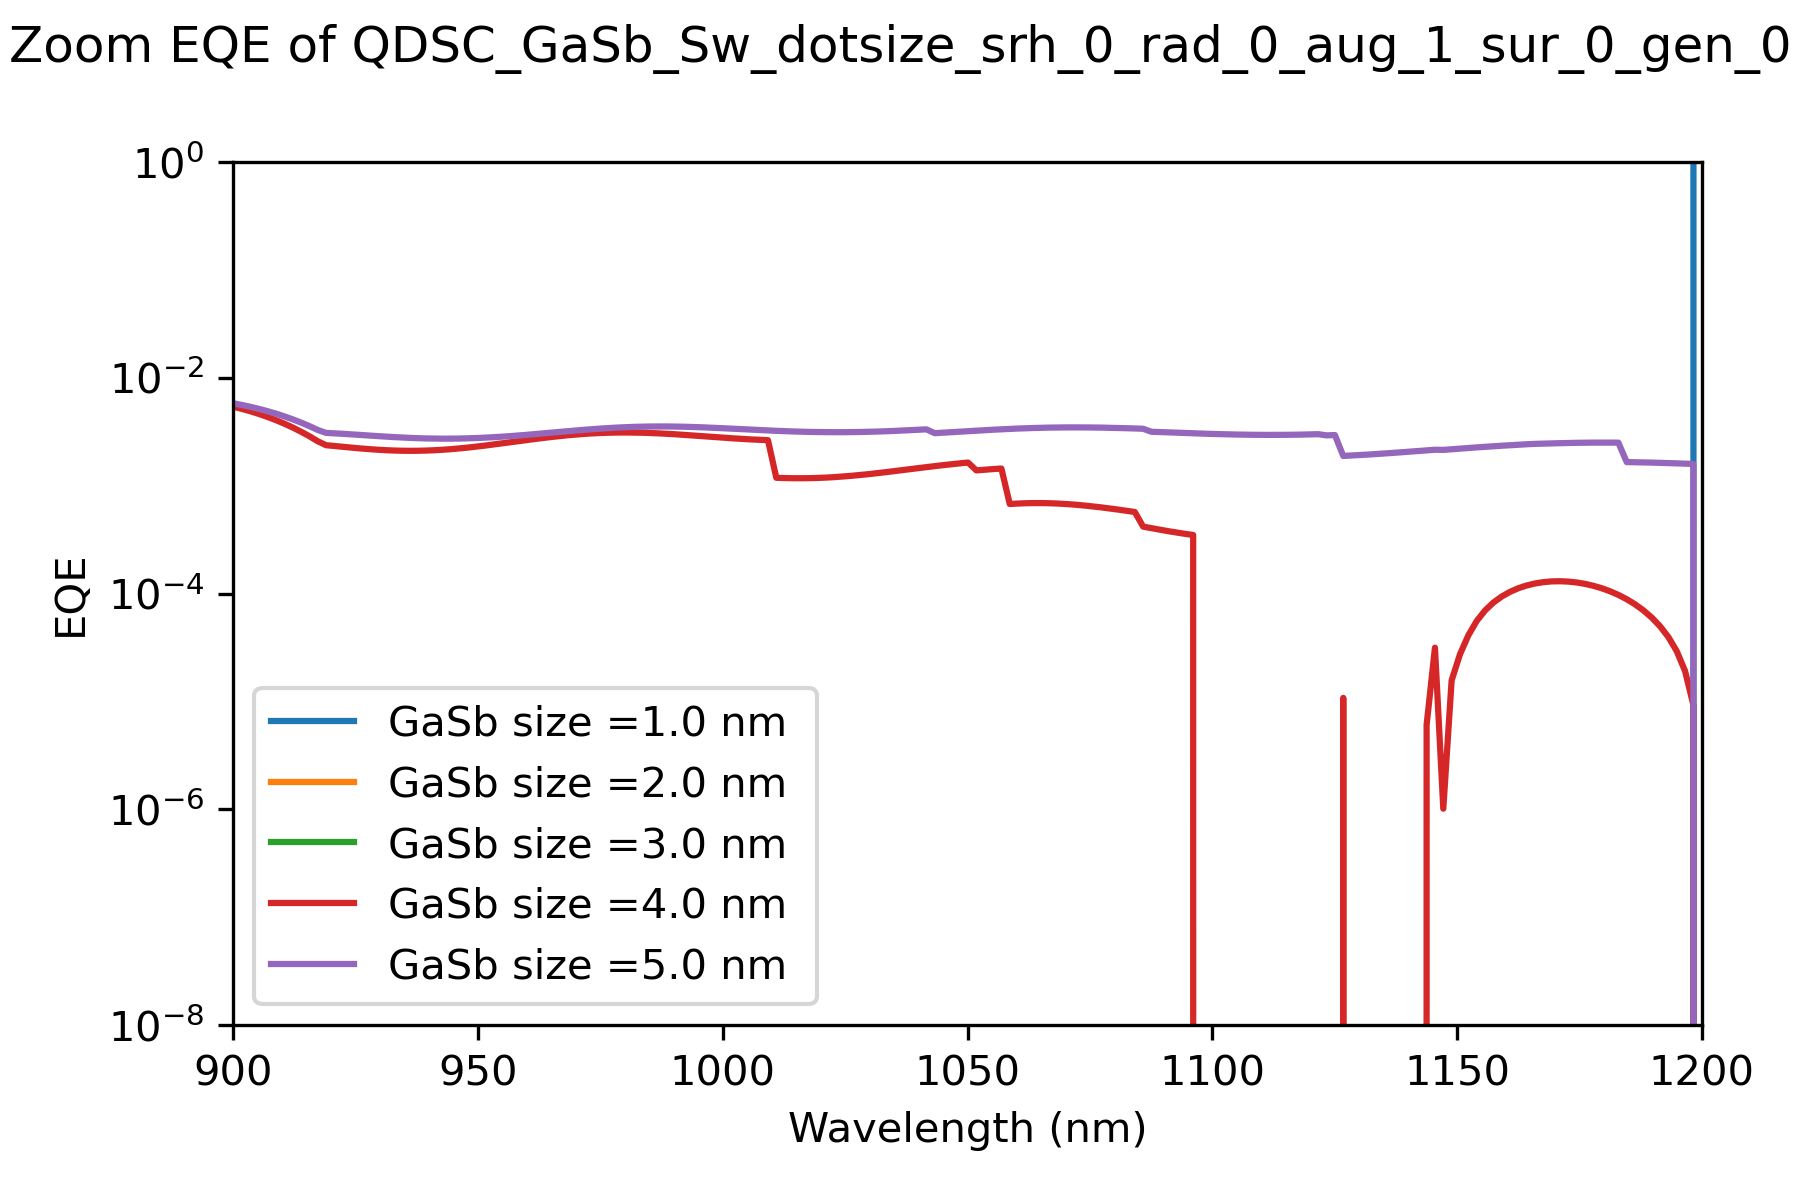 Zoom EQE of QDSC_GaSb_Sw_dotsize_srh_0_rad_0_aug_1_sur_0_gen_0
10⁰
10⁻²
10⁻⁴
10⁻⁶
10⁻⁸
EQE
GaSb size =1.0 nm
GaSb size =2.0 nm
GaSb size =3.0 nm
GaSb size =4.0 nm
GaSb size =5.0 nm
900 950 1000 1050 1100 1150 1200
Wavelength (nm)